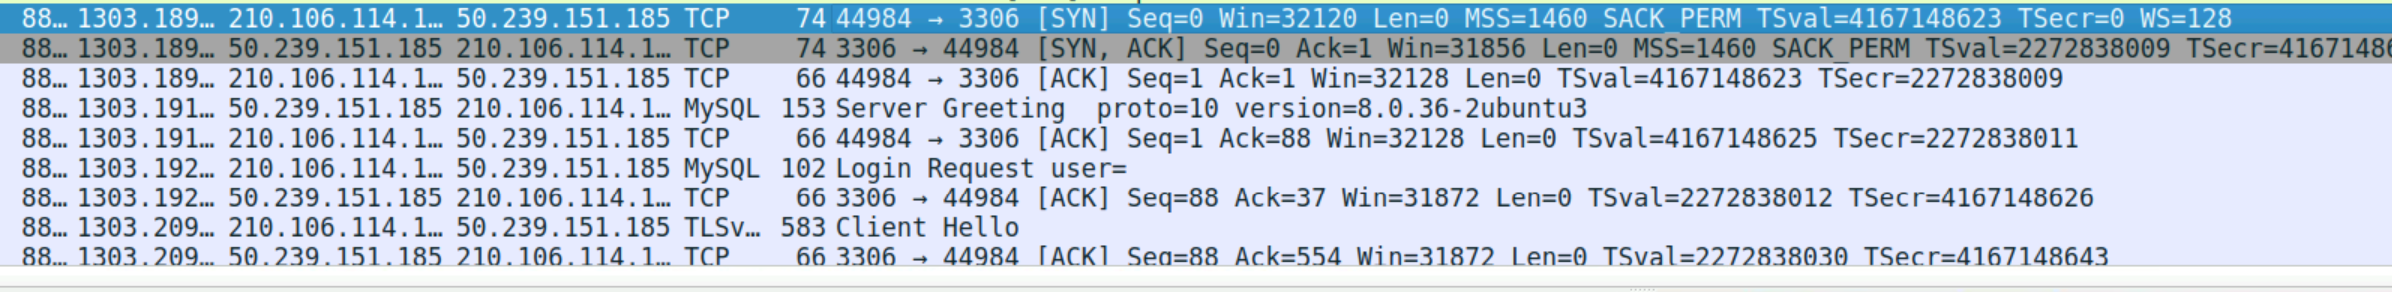 88… 1303.189… 210.106.114.1… 50.239.151.185 TCP 74 44984 → 3306 [SYN] Seq=0 Win=32120 Len=0 MSS=1460 SACK_PERM TSval=4167148623 TSecr=0 WS=128
88… 1303.189… 50.239.151.185 210.106.114.1… TCP 74 3306 → 44984 [SYN, ACK] Seq=0 Ack=1 Win=31856 Len=0 MSS=1460 SACK_PERM TSval=2272838009 TSecr=41671486
88… 1303.189… 210.106.114.1… 50.239.151.185 TCP 66 44984 → 3306 [ACK] Seq=1 Ack=1 Win=32128 Len=0 TSval=4167148623 TSecr=2272838009
88… 1303.191… 50.239.151.185 210.106.114.1… MySQL 153 Server Greeting proto=10 version=8.0.36-2ubuntu3
88… 1303.191… 210.106.114.1… 50.239.151.185 TCP 66 44984 → 3306 [ACK] Seq=1 Ack=88 Win=32128 Len=0 TSval=4167148625 TSecr=2272838011
88… 1303.192… 210.106.114.1… 50.239.151.185 MySQL 102 Login Request user=
88… 1303.192… 50.239.151.185 210.106.114.1… TCP 66 3306 → 44984 [ACK] Seq=88 Ack=37 Win=31872 Len=0 TSval=2272838012 TSecr=4167148626
88… 1303.209… 210.106.114.1… 50.239.151.185 TLSv… 583 Client Hello
88… 1303.209… 50.239.151.185 210.106.114.1… TCP 66 3306 → 44984 [ACK] Seq=88 Ack=554 Win=31872 Len=0 TSval=2272838030 TSecr=4167148643